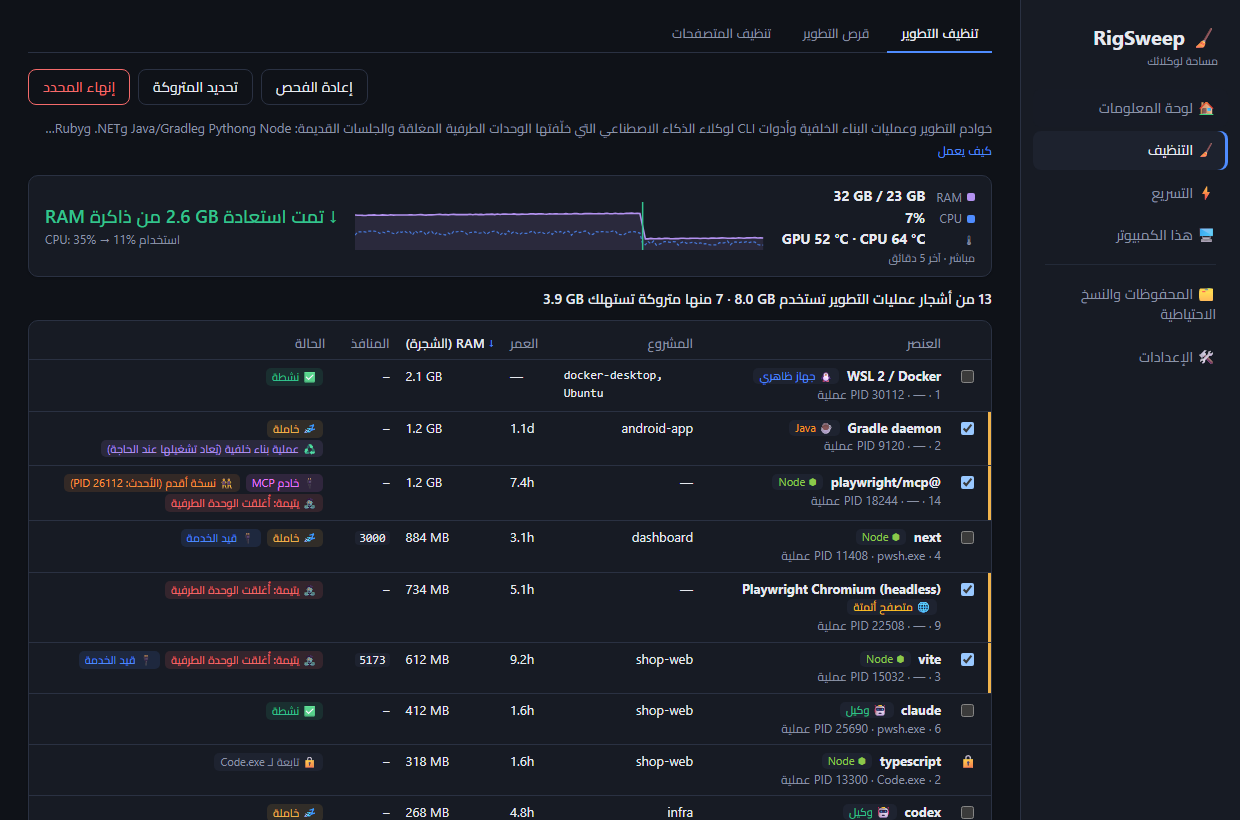 RigSweep
مساحة لوكلائك
لوحة المعلومات
التنظيف
التسريع
هذا الكمبيوتر
المحفوظات والنسخ
الاحتياطية
الإعدادات
تنظيف التطوير
قرص التطوير
تنظيف المتصفحات
إعادة الفحص
تحديد المتروكة
إنهاء المحدد
خوادم التطوير وعمليات البناء الخلفية وأدوات CLI لوكلاء الذكاء الاصطناعي التي خلّفتها الوحدات الطرفية المغلقة والجلسات القديمة: Node وPython وJava/Gradle و.NET وRuby...
كيف يعمل
RAM 32 GB / 23 GB
CPU 7%
GPU 52 °C · CPU 64 °C
مباشر · آخر 5 دقائق
↓ تمت استعادة 2.6 GB من ذاكرة RAM
CPU: 35% → 11% استخدام
13 من أشجار عمليات التطوير تستخدم 8.0 GB · 7 منها متروكة تستهلك 3.9 GB
العنصر المشروع العمر ↓ RAM (الشجرة) المنافذ الحالة
WSL 2 / Docker جهاز ظاهري docker-desktop, — 2.1 GB – نشطة
Ubuntu
1 · — · PID 30112 عملية
Gradle daemon Java android-app 1.1d 1.2 GB – خاملة
2 · — · PID 9120 عملية
عملية بناء خلفية (يُعاد تشغيلها عند الحاجة)
@playwright/mcp Node — 7.4h 1.2 GB – خادم MCP نسخة أقدم (الأحدث: PID 26112)
14 · — · PID 18244 عملية
يتيمة: أُغلقت الوحدة الطرفية
next Node dashboard 3.1h 884 MB 3000 خاملة قيد الخدمة
4 · pwsh.exe · PID 11408 عملية
Playwright Chromium (headless) — 5.1h 734 MB – يتيمة: أُغلقت الوحدة الطرفية
متصفح أتمتة
9 · — · PID 22508 عملية
vite Node shop-web 9.2h 612 MB 5173 يتيمة: أُغلقت الوحدة الطرفية قيد الخدمة
3 · — · PID 15032 عملية
claude وكيل shop-web 1.6h 412 MB – نشطة
6 · pwsh.exe · PID 25690 عملية
typescript Node shop-web 1.6h 318 MB – تابعة لـ Code.exe
2 · Code.exe · PID 13300 عملية
codex وكيل infra 4.8h 268 MB – خاملة